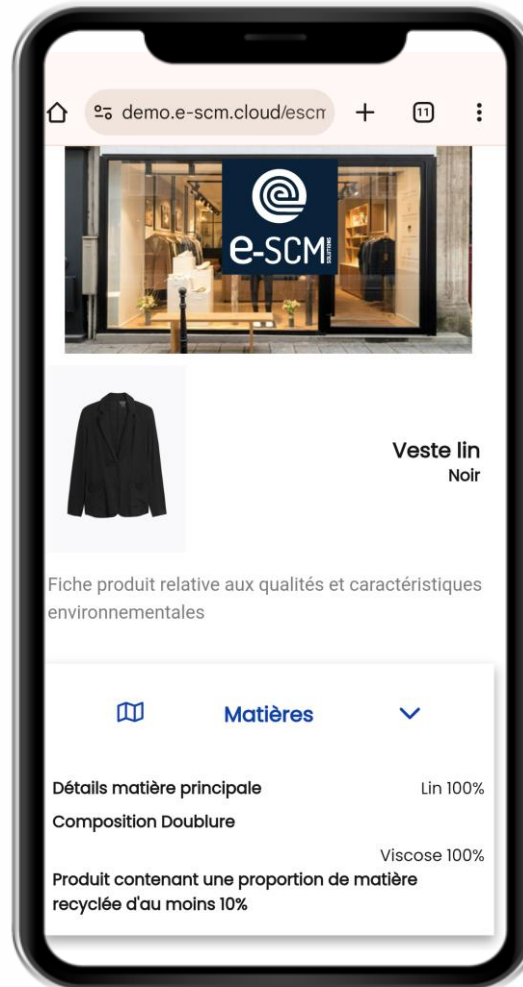 demo.e-scm.cloud/escm
11
e-SCM
SOLUTIONS
Veste lin
Noir
Fiche produit relative aux qualités et caractéristiques
environnementales
Matières
Détails matière principale
Lin 100%
Composition Doublure
Viscose 100%
Produit contenant une proportion de matière
recyclée d'au moins 10%